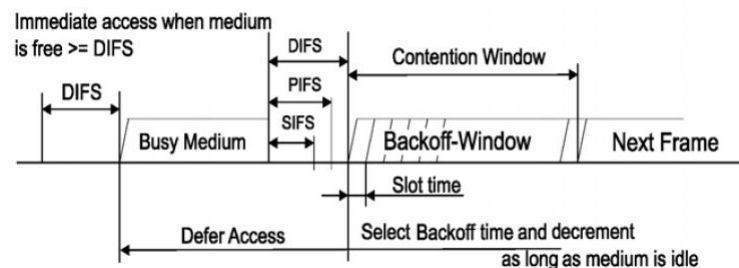 Immediate access when medium
is free >= DIFS
DIFS
DIFS
PIFS
SIFS
Contention Window
Busy Medium
Backoff-Window
Next Frame
Slot time
Defer Access
Select Backoff time and decrement
as long as medium is idle